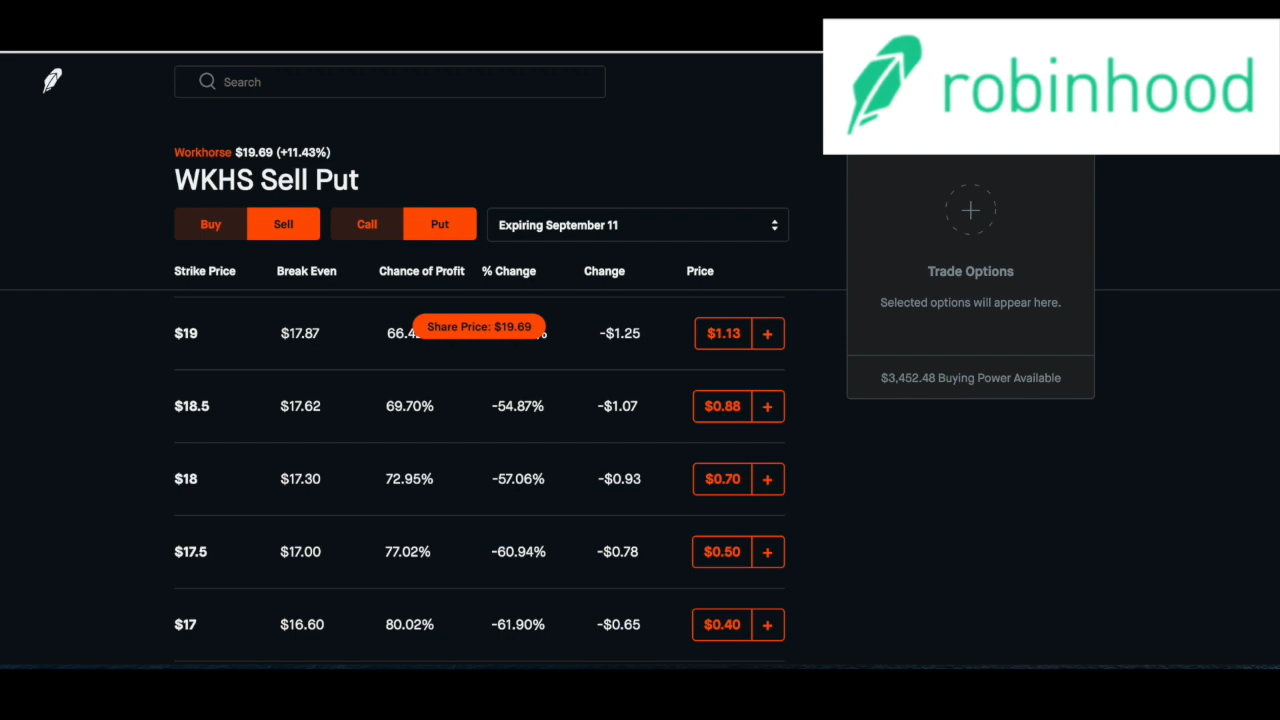 robinhood
Search
Workhorse $19.69 (+11.43%)
WKHS Sell Put
Buy Sell Call Put Expiring September 11
Strike Price Break Even Chance of Profit % Change Change Price
Share Price: $19.69
$19 $17.87 66.4 % -$1.25 $1.13 +
$18.5 $17.62 69.70% -54.87% -$1.07 $0.88 +
$18 $17.30 72.95% -57.06% -$0.93 $0.70 +
$17.5 $17.00 77.02% -60.94% -$0.78 $0.50 +
$17 $16.60 80.02% -61.90% -$0.65 $0.40 +
Trade Options
Selected options will appear here.
$3,452.48 Buying Power Available